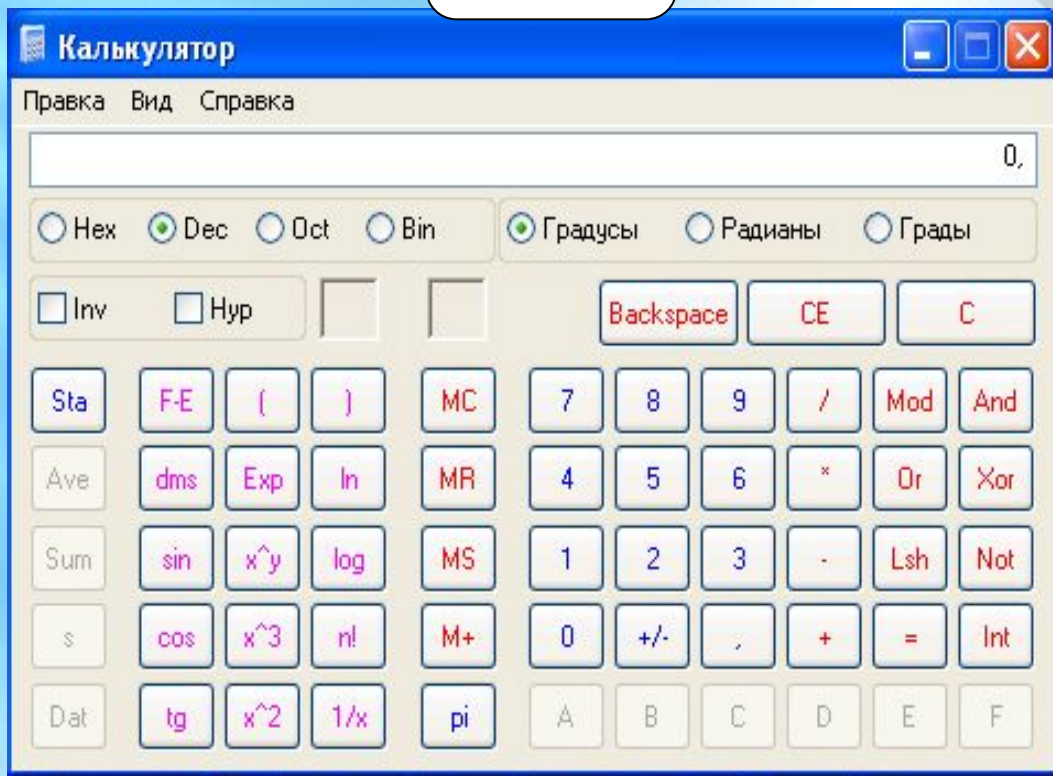 Калькулятор
Правка Вид Справка
0,
Hex Dec Oct Bin Градусы Радианы Грады
Inv Hyp Backspace CE C
Sta F-E ( ) MC 7 8 9 / Mod And
Ave dms Exp ln MR 4 5 6 * Or Xor
Sum sin x^y log MS 1 2 3 - Lsh Not
s cos x^3 n! M+ 0 +/- , + = Int
Dat tg x^2 1/x pi A B C D E F